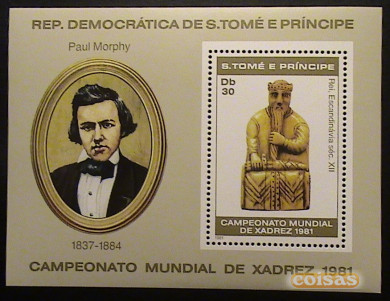 REP. DEMOCRÁTICA DE S.TOMÉ E PRÍNCIPE
Paul Morphy
1837-1884
S.TOMÉ E PRÍNCIPE
Db
30
Rei, Escandinávia séc. XII
CAMPEONATO MUNDIAL
DE XADREZ 1981
1981
CAMPEONATO MUNDIAL DE XADREZ 1981
coisas